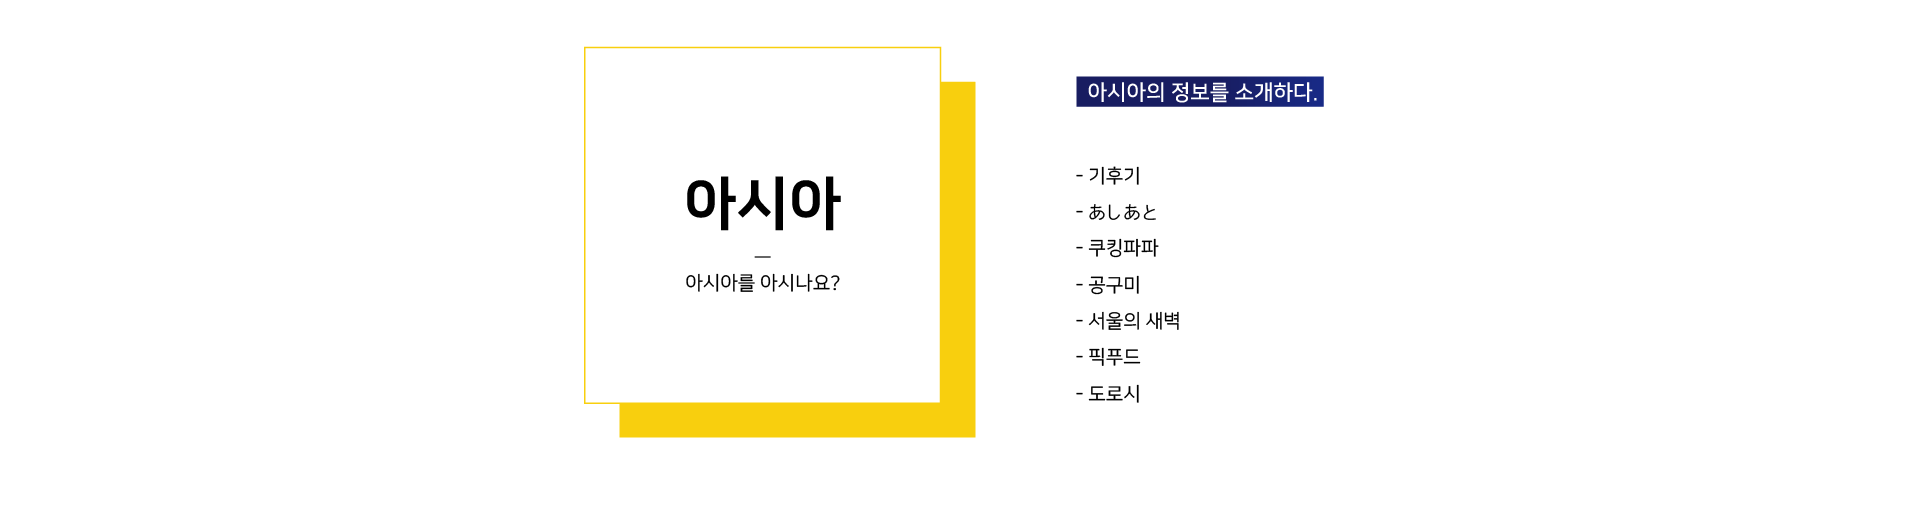 아시아
아시아를 아시나요?
아시아의 정보를 소개하다.
- 기후기
- あしあと
- 쿠킹파파
- 공구미
- 서울의 새벽
- 픽푸드
- 도로시